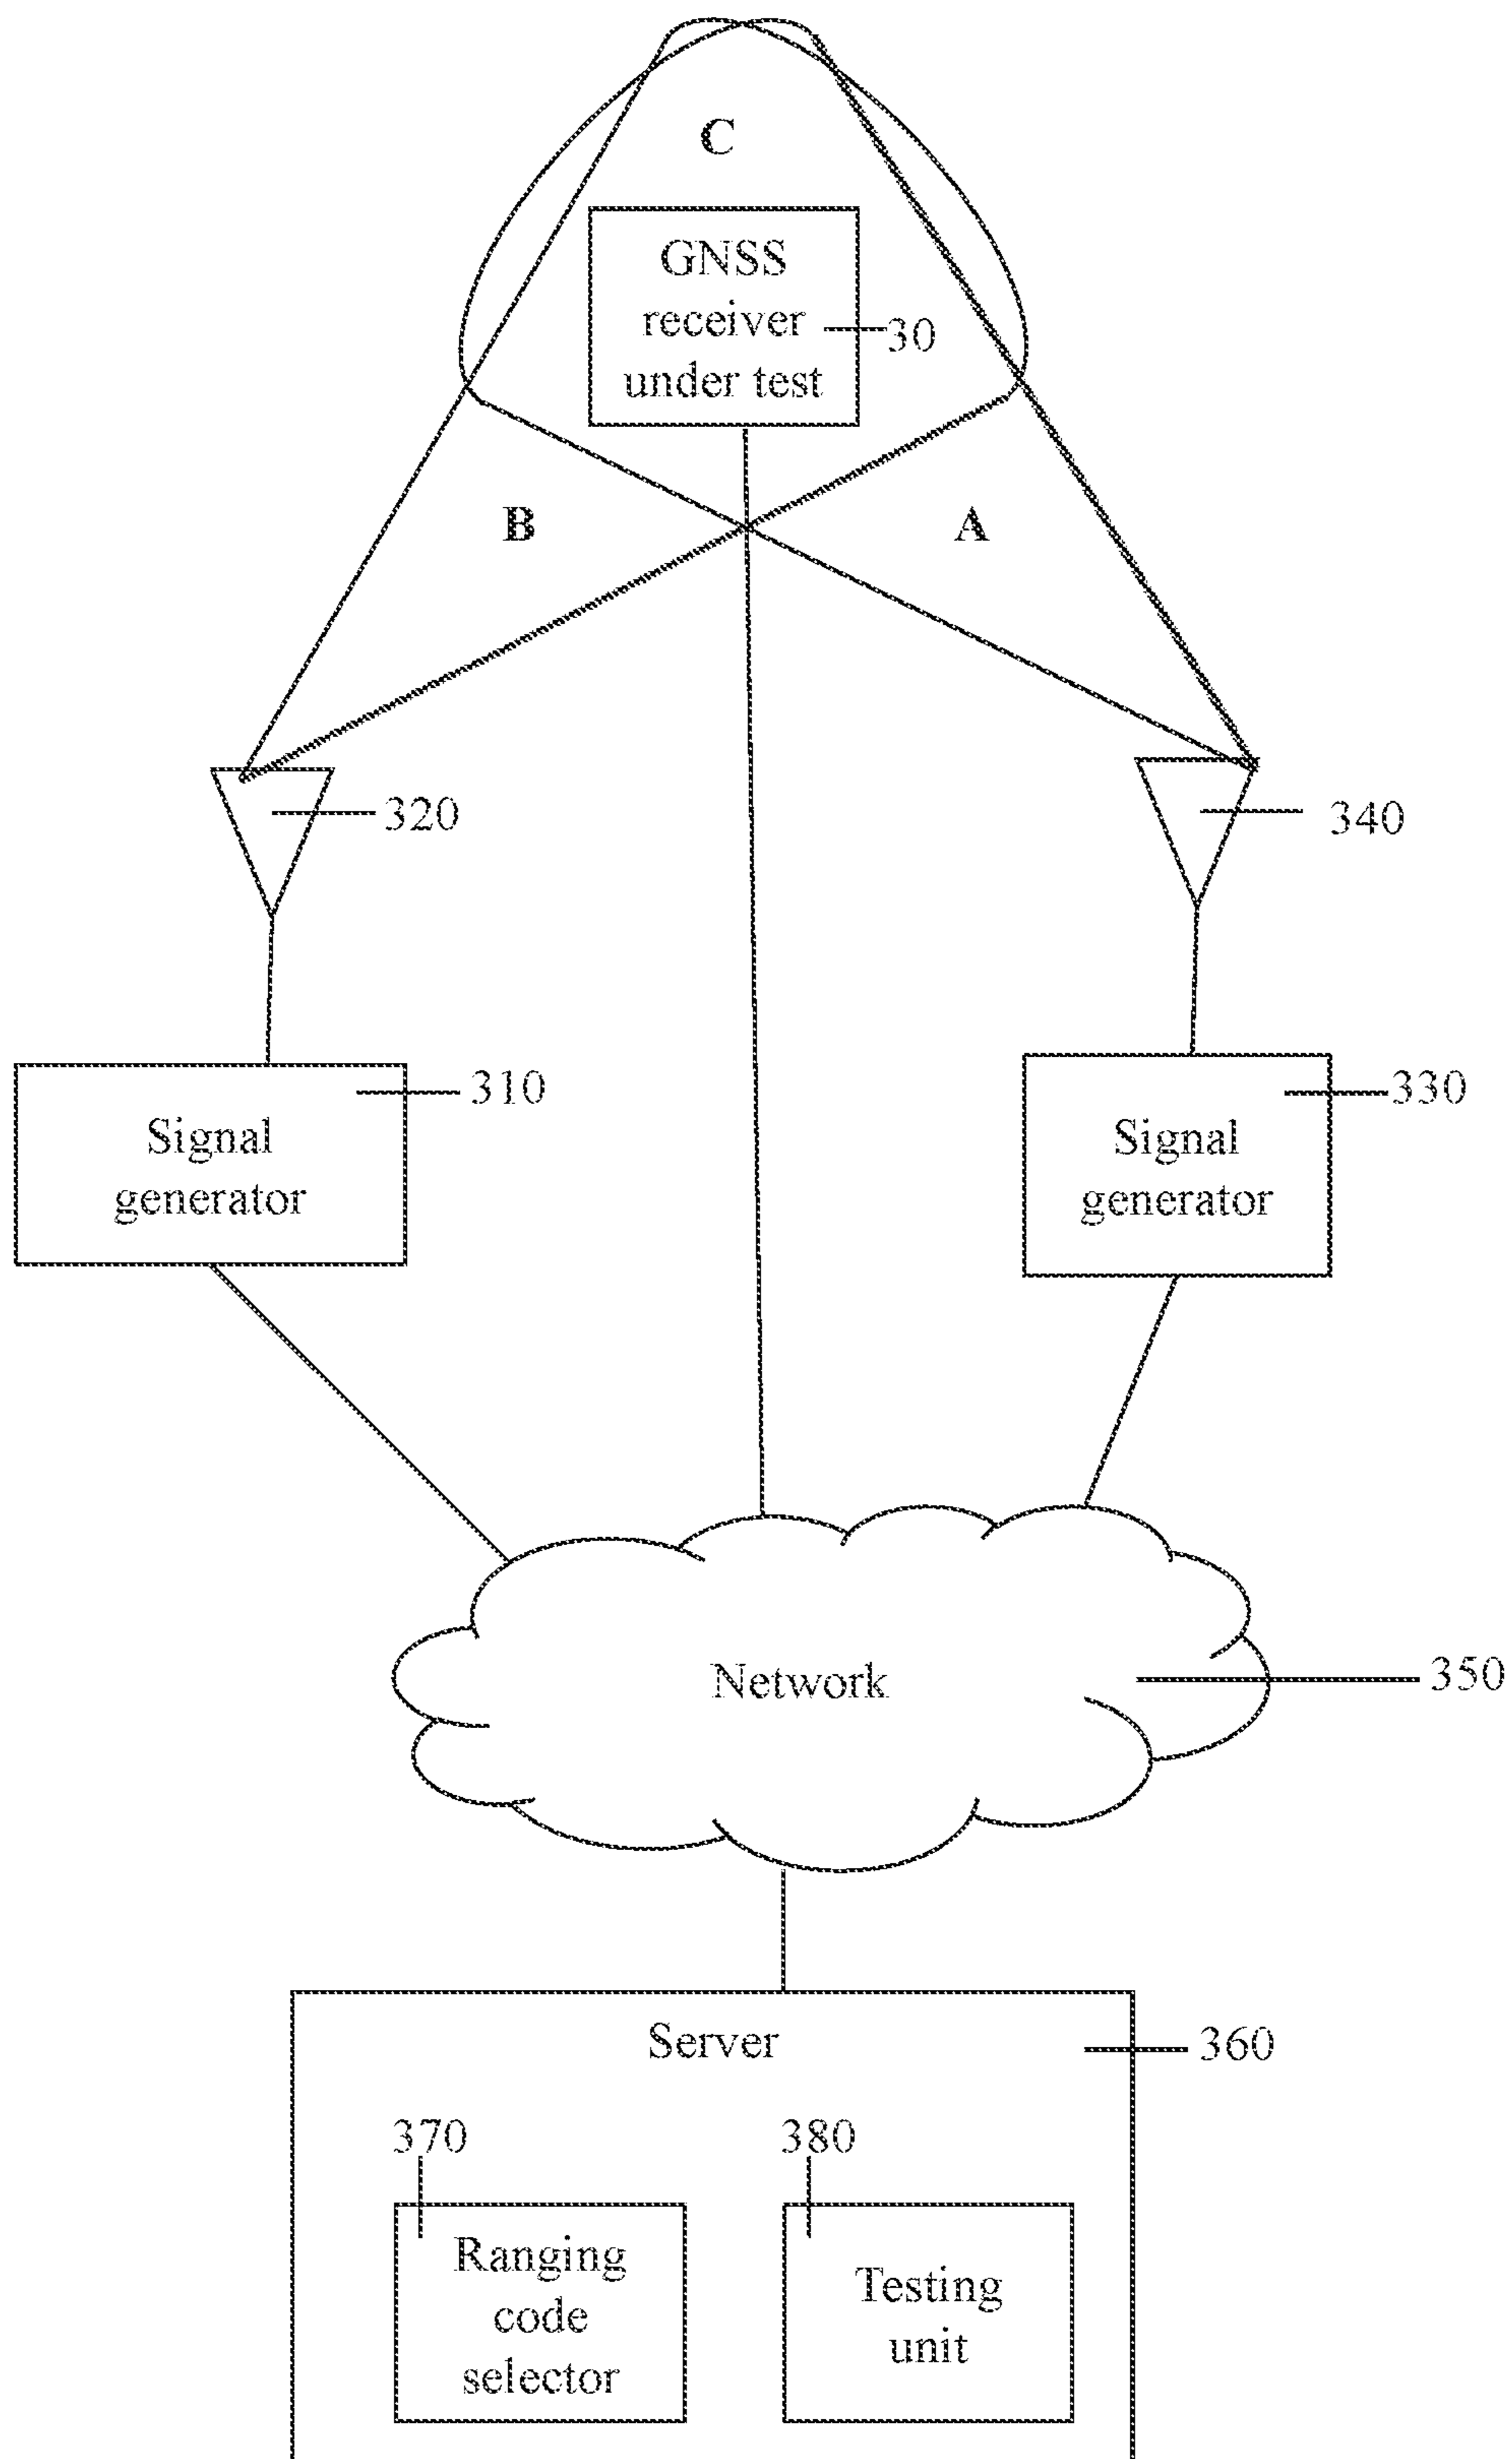 C
GNSS
receiver
under test
30
B
A
320
340
310
Signal
generator
330
Signal
generator
Network
350
Server
360
370
380
Ranging
code
selector
Testing
unit